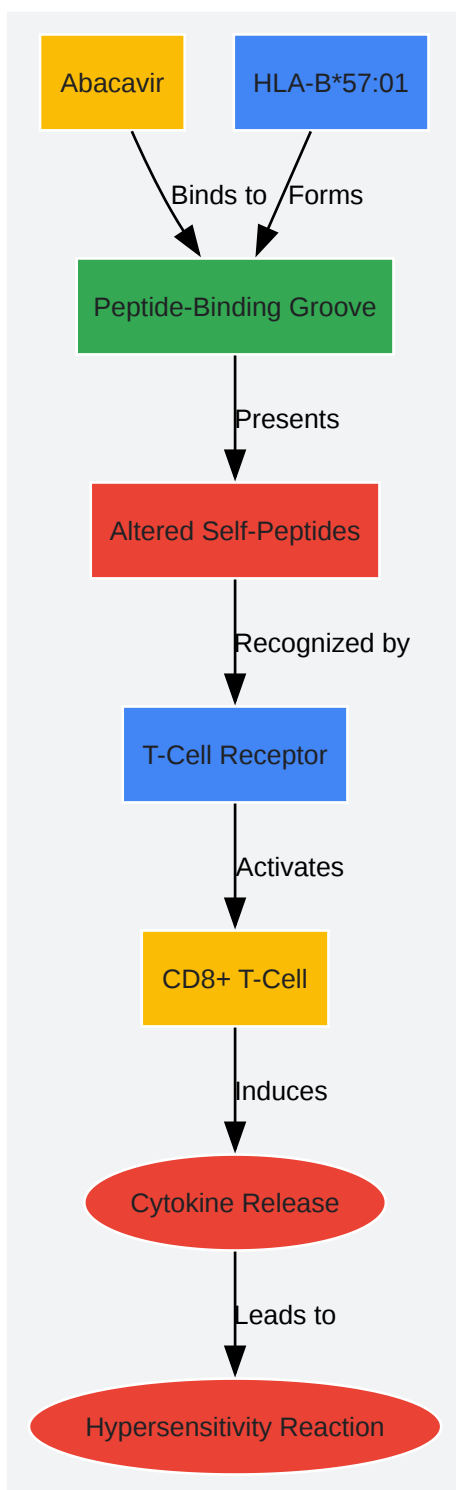 Abacavir
HLA-B*57:01
Binds to
Forms
Peptide-Binding Groove
Presents
Altered Self-Peptides
Recognized by
T-Cell Receptor
Activates
CD8+ T-Cell
Induces
Cytokine Release
Leads to
Hypersensitivity Reaction